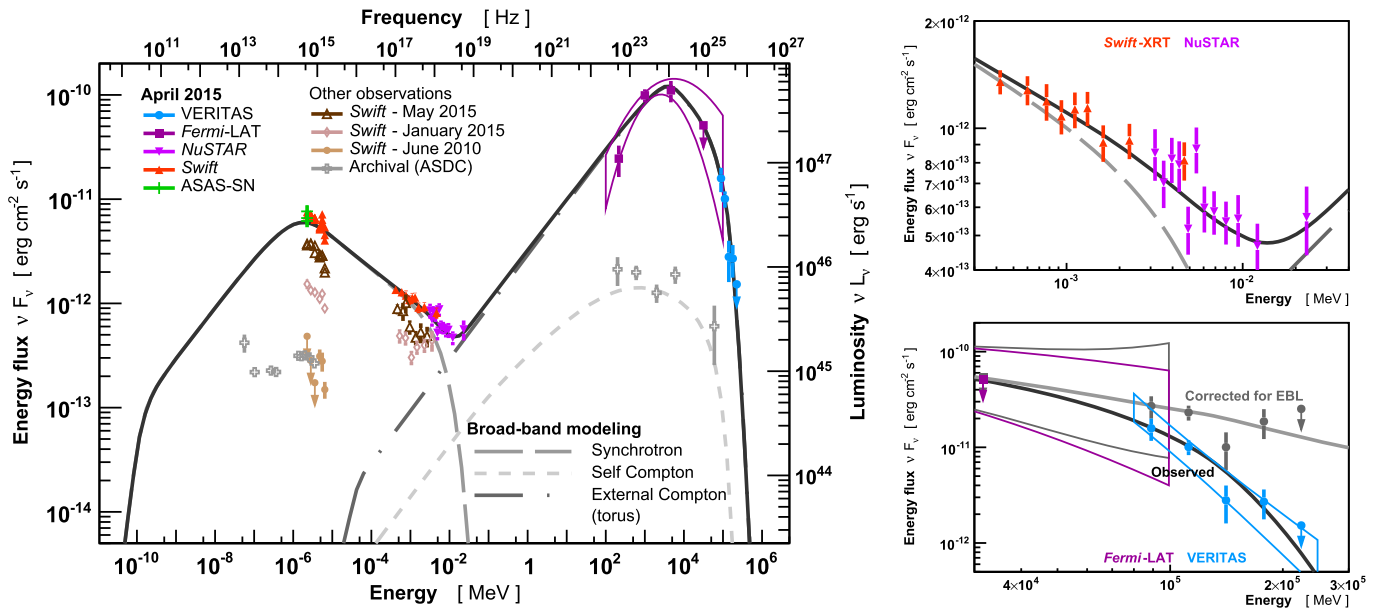 Frequency [ Hz ]
10^11 10^13 10^15 10^17 10^19 10^21 10^23 10^25 10^27
Energy flux ν F_ν [ erg cm^-2 s^-1 ]
10^-10
10^-11
10^-12
10^-13
10^-14
April 2015
VERITAS
Fermi-LAT
NuSTAR
Swift
ASAS-SN
Other observations
Swift - May 2015
Swift - January 2015
Swift - June 2010
Archival (ASDC)
Broad-band modeling
Synchrotron
Self Compton
External Compton
(torus)
10^47
10^46
10^45
10^44
Luminosity ν L_ν [ erg s^-1 ]
10^-10 10^-8 10^-6 10^-4 10^-2 1 10^2 10^4 10^6
Energy [ MeV ]
Energy flux ν F_ν [ erg cm^-2 s^-1 ]
2×10^-12
10^-12
8×10^-13
7×10^-13
6×10^-13
5×10^-13
4×10^-13
Swift-XRT NuSTAR
10^-3 10^-2
Energy [ MeV ]
Energy flux ν F_ν [ erg cm^-2 s^-1 ]
10^-10
10^-11
10^-12
Corrected for EBL
Observed
Fermi-LAT VERITAS
4×10^4 10^5 2×10^5 3×10^5
Energy [ MeV ]